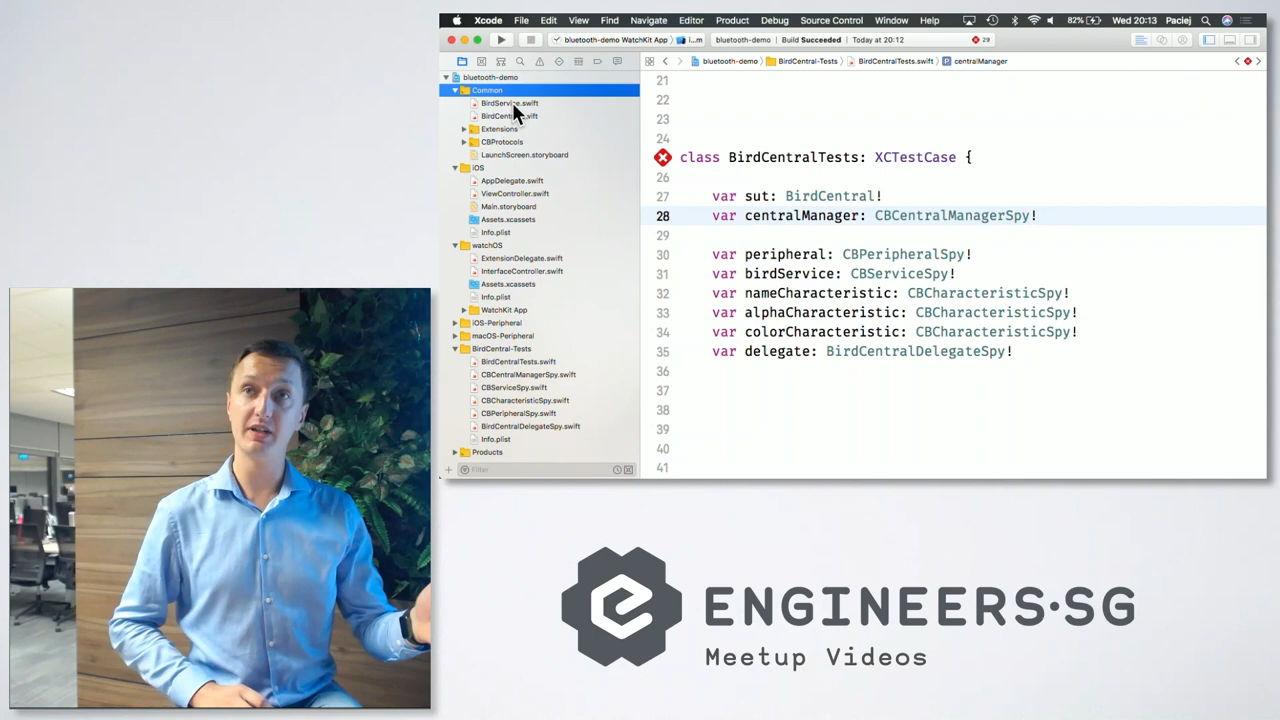 Xcode File Edit View Find Navigate Editor Product Debug Source Control Window Help 82% Wed 20:13 Paciej
bluetooth-demo WatchKit App i...m bluetooth-demo Build Succeeded Today at 20:12 29
bluetooth-demo BirdCentral-Tests BirdCentralTests.swift centralManager
bluetooth-demo
Common
BirdService.swift
Extensions
CBProtocols
LaunchScreen.storyboard
iOS
AppDelegate.swift
ViewController.swift
Main.storyboard
Assets.xcassets
Info.plist
watchOS
ExtensionDelegate.swift
InterfaceController.swift
Assets.xcassets
Info.plist
WatchKit App
iOS-Peripheral
macOS-Peripheral
BirdCentral-Tests
BirdCentralTests.swift
CBCentralManagerSpy.swift
CBServiceSpy.swift
CBCharacteristicSpy.swift
CBPeripheralSpy.swift
BirdCentralDelegateSpy.swift
Info.plist
Products
Filter
21
22
23
24
class BirdCentralTests: XCTestCase {
26
27 var sut: BirdCentral!
28 var centralManager: CBCentralManagerSpy!
29
30 var peripheral: CBPeripheralSpy!
31 var birdService: CBServiceSpy!
32 var nameCharacteristic: CBCharacteristicSpy!
33 var alphaCharacteristic: CBCharacteristicSpy!
34 var colorCharacteristic: CBCharacteristicSpy!
35 var delegate: BirdCentralDelegateSpy!
36
37
38
39
40
41
ENGINEERS·SG
Meetup Videos